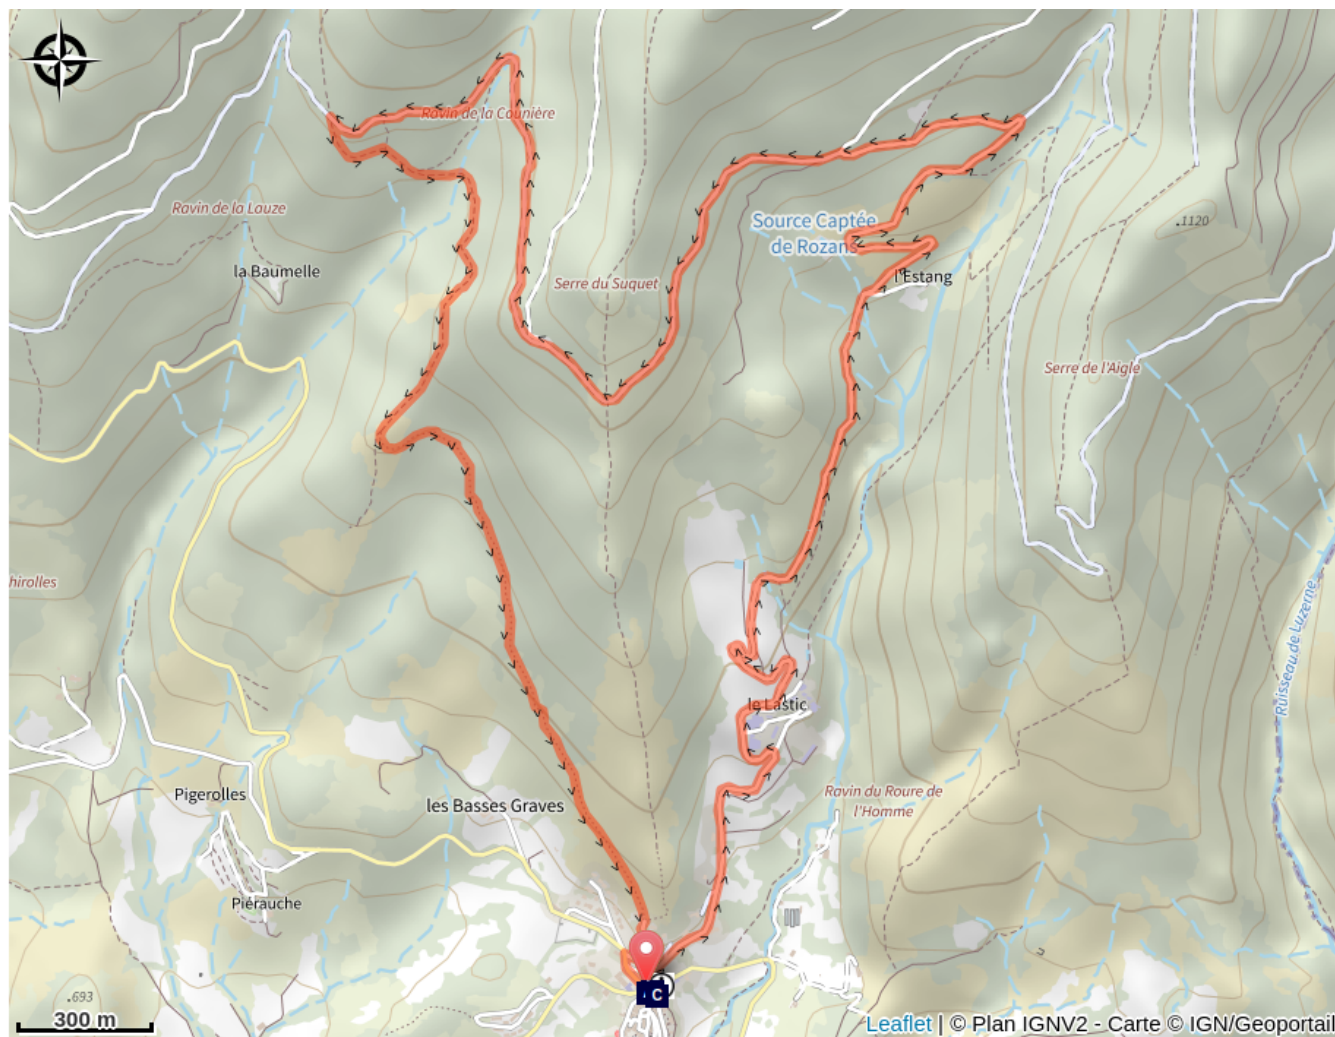 Ravin de la Counière
Ravin de la Lauze
Source Captée
de Rozans
.1120
la Baumelle
Serre du Suquet
l'Estang
Serre de l'Aigle
hirolles
Ruisseau de Luzerne
le Lastic
Pigerolles
les Basses Graves
Ravin du Roure de
l'Homme
Piérauche
C
.693
300 m
Leaflet | © Plan IGNV2 - Carte © IGN/Geoportail